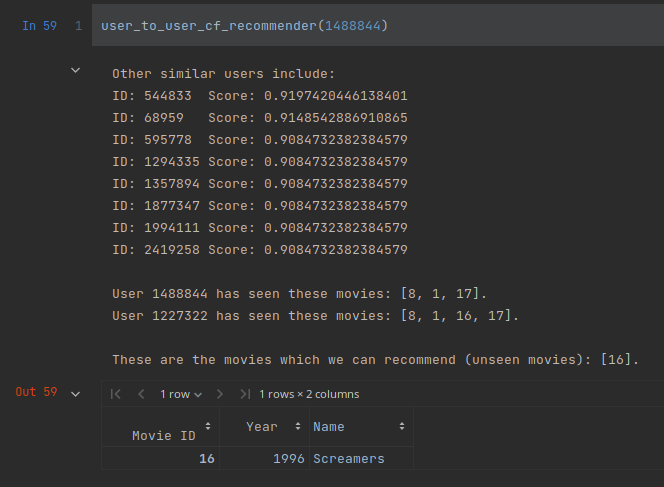 In 59 1 user_to_user_cf_recommender(1488844)
Other similar users include:
ID: 544833  Score: 0.9197420446138401
ID: 68959   Score: 0.9148542886910865
ID: 595778  Score: 0.9084732382384579
ID: 1294335 Score: 0.9084732382384579
ID: 1357894 Score: 0.9084732382384579
ID: 1877347 Score: 0.9084732382384579
ID: 1994111 Score: 0.9084732382384579
ID: 2419258 Score: 0.9084732382384579
User 1488844 has seen these movies: [8, 1, 17].
User 1227322 has seen these movies: [8, 1, 16, 17].
These are the movies which we can recommend (unseen movies): [16].
Out 59 1 row 1 rows × 2 columns
Movie ID Year Name
16 1996 Screamers